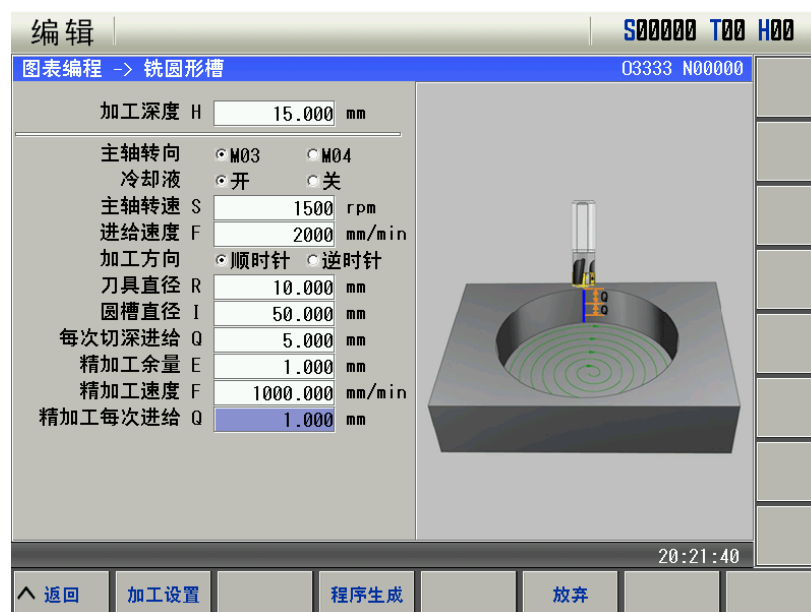 编辑 S00000 T00 H00
图表编程 -> 铣圆形槽 O3333 N00000
加工深度 H 15.000 mm
主轴转向 M03 M04
冷却液 开 关
主轴转速 S 1500 rpm
进给速度 F 2000 mm/min
加工方向 顺时针 逆时针
刀具直径 R 10.000 mm
圆槽直径 I 50.000 mm
每次切深进给 Q 5.000 mm
精加工余量 E 1.000 mm
精加工速度 F 1000.000 mm/min
精加工每次进给 Q 1.000 mm
Q
Q
20:21:40
返回 加工设置 程序生成 放弃